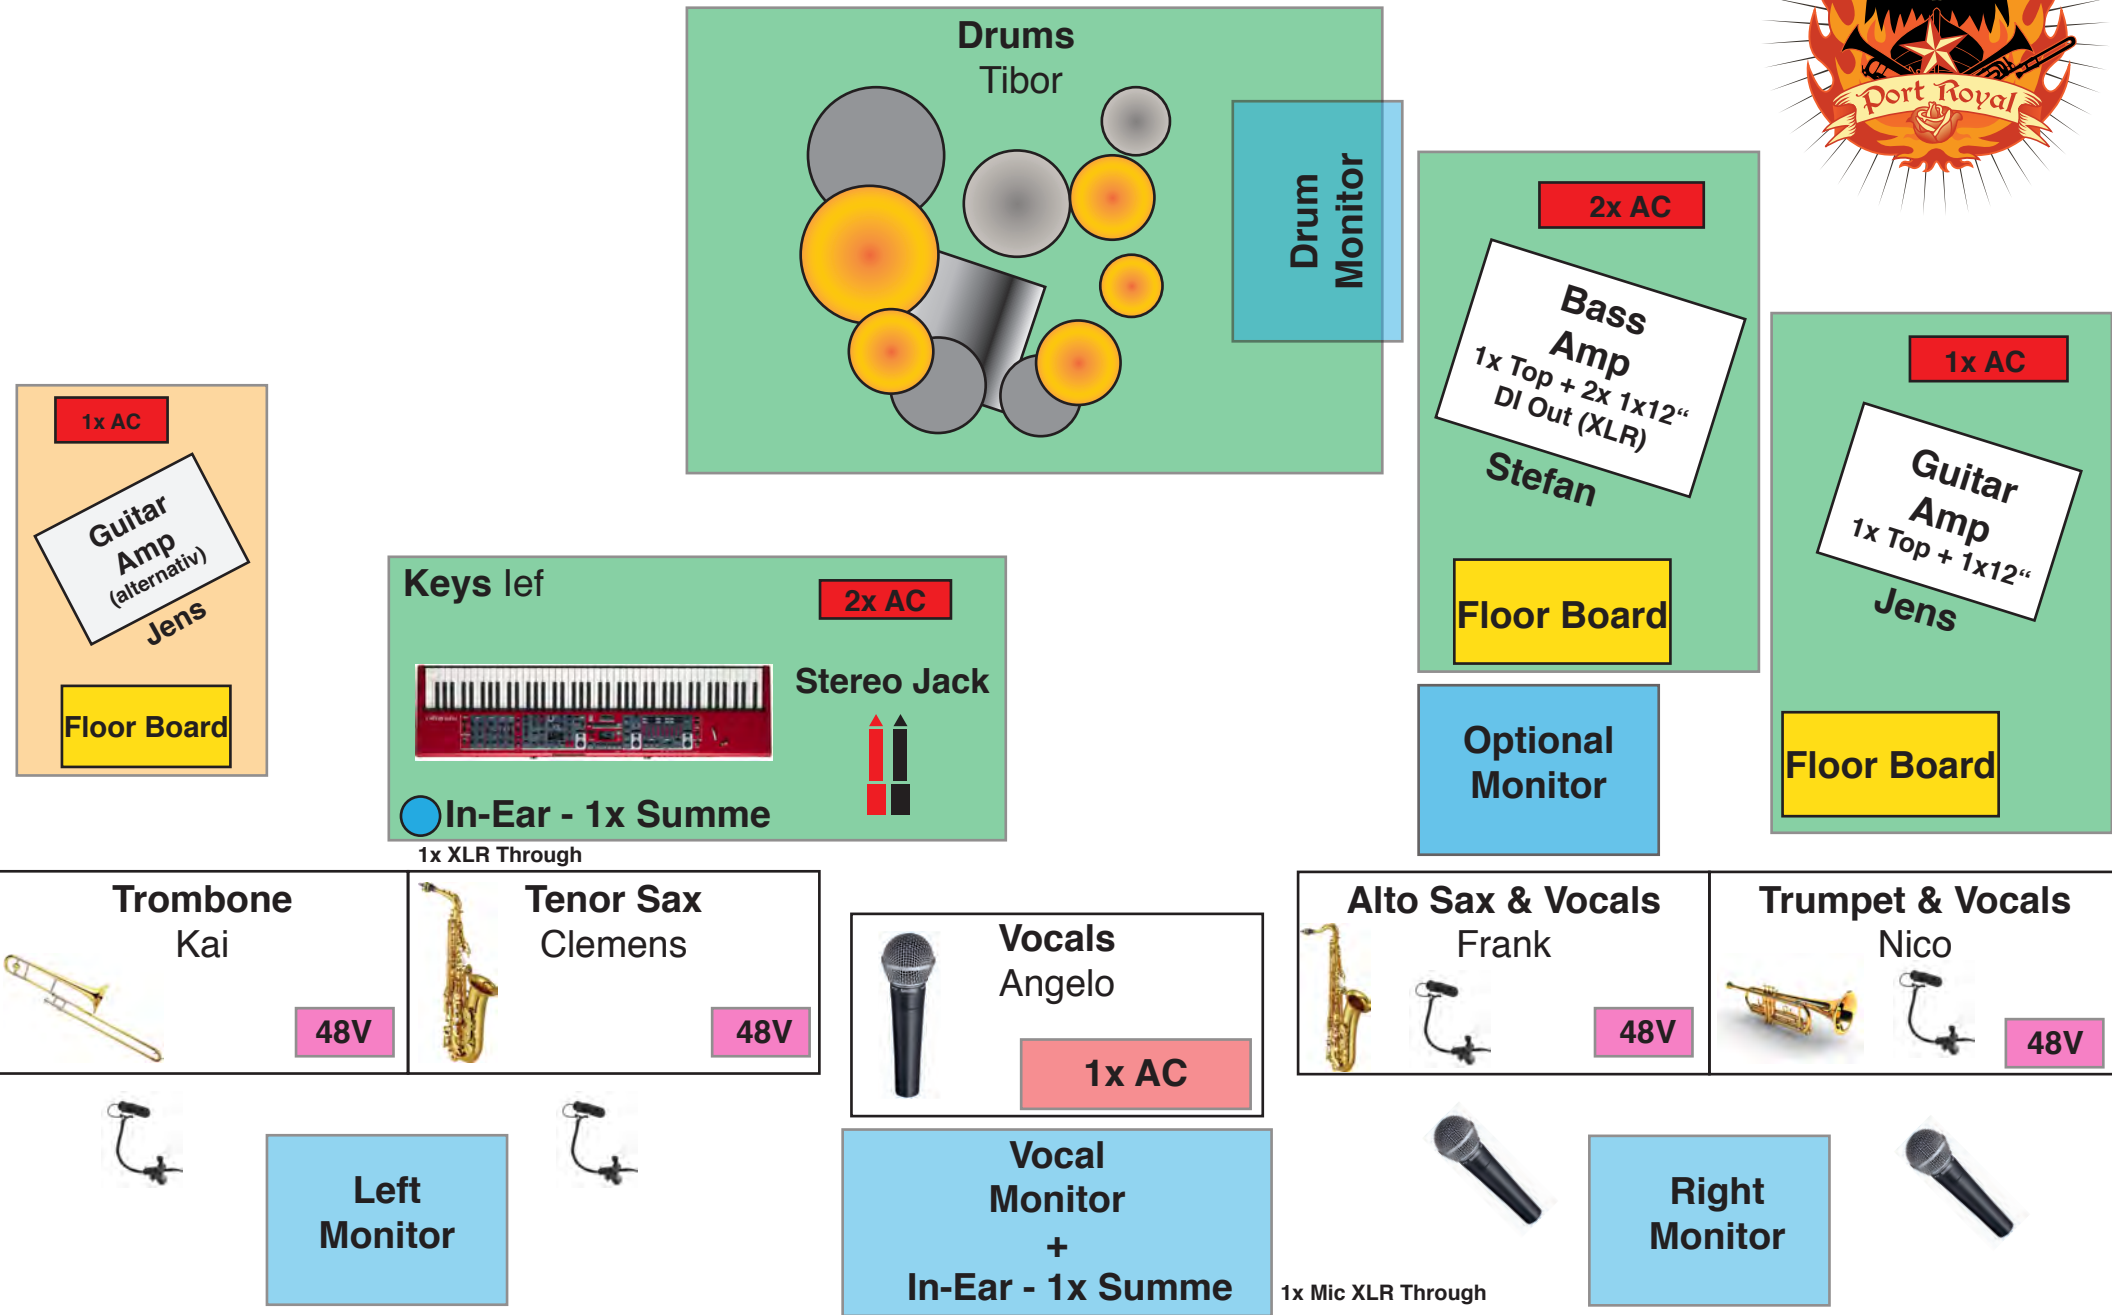 Drums
Tibor
Port Royal
Drum
Monitor
2x AC
Bass
Amp
1x Top + 2x 1x12“
DI Out (XLR)
Stefan
Floor Board
1x AC
Guitar
Amp
1x Top + 1x12“
Jens
Floor Board
1x AC
Guitar
Amp
(alternativ)
Jens
Floor Board
Keys lef
2x AC
Stereo Jack
In-Ear - 1x Summe
1x XLR Through
Optional
Monitor
Trombone
Kai
48V
Tenor Sax
Clemens
48V
Vocals
Angelo
1x AC
Alto Sax & Vocals
Frank
48V
Trumpet & Vocals
Nico
48V
Left
Monitor
Vocal
Monitor
+
In-Ear - 1x Summe
1x Mic XLR Through
Right
Monitor